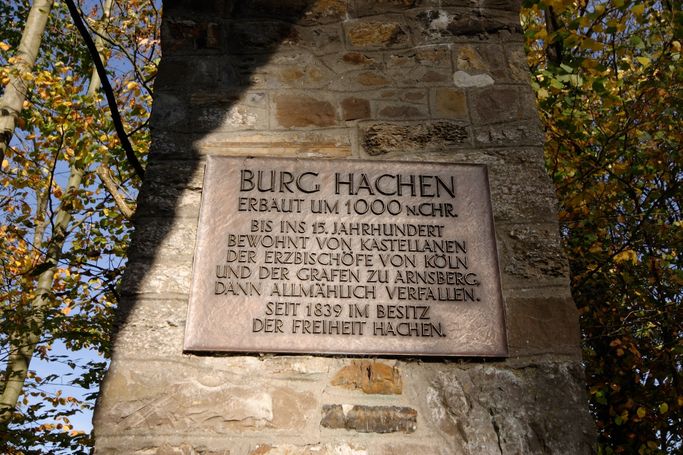 BURG HACHEN
ERBAUT UM 1000 N.CHR.
BIS INS 15. JAHRHUNDERT
BEWOHNT VON KASTELLANEN
DER ERZBISCHÖFE VON KÖLN
UND DER GRAFEN ZU ARNSBERG,
DANN ALLMÄHLICH VERFALLEN.
SEIT 1839 IM BESITZ
DER FREIHEIT HACHEN.